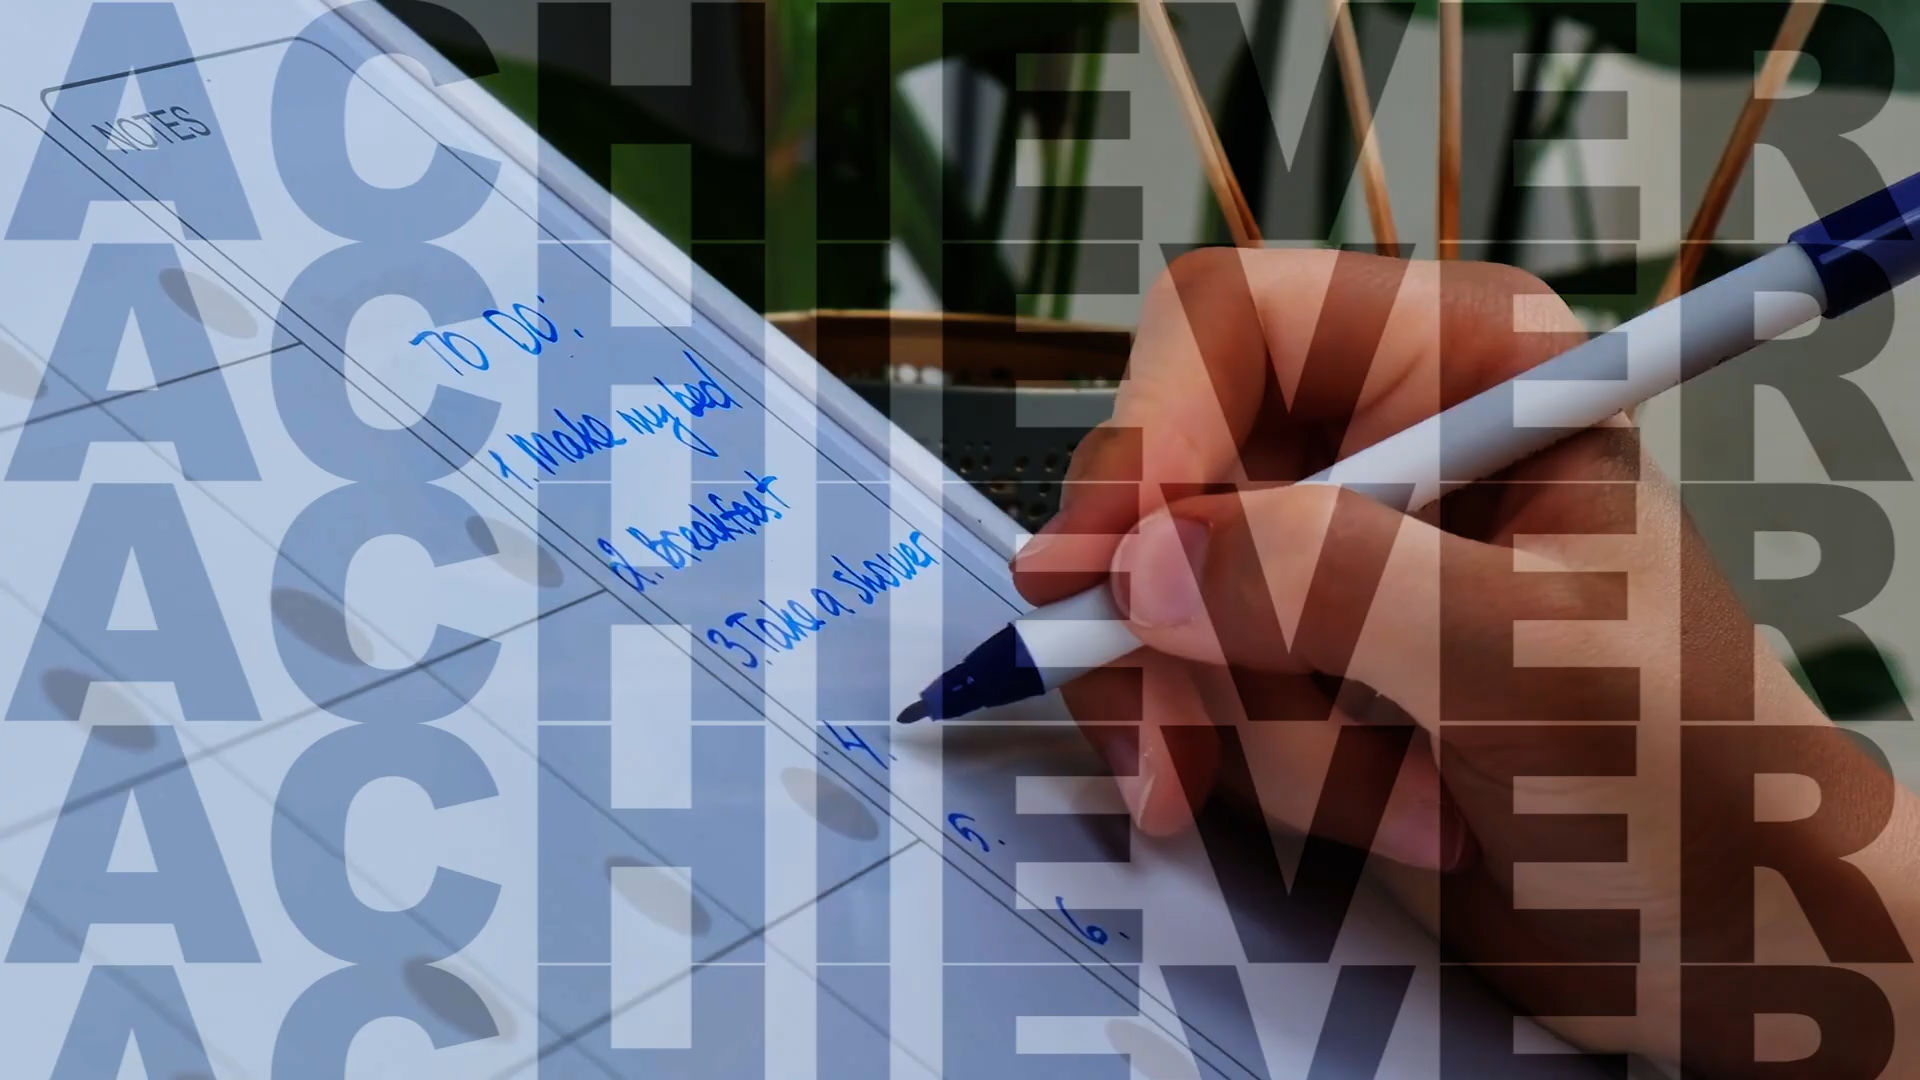 ACHIEVER
ACHIEVER
ACHIEVER
ACHIEVER
ACHIEVER
NOTES
TO DO:
1. Make my bed
2. Breakfast
3. Take a shower
4.
5.
6.